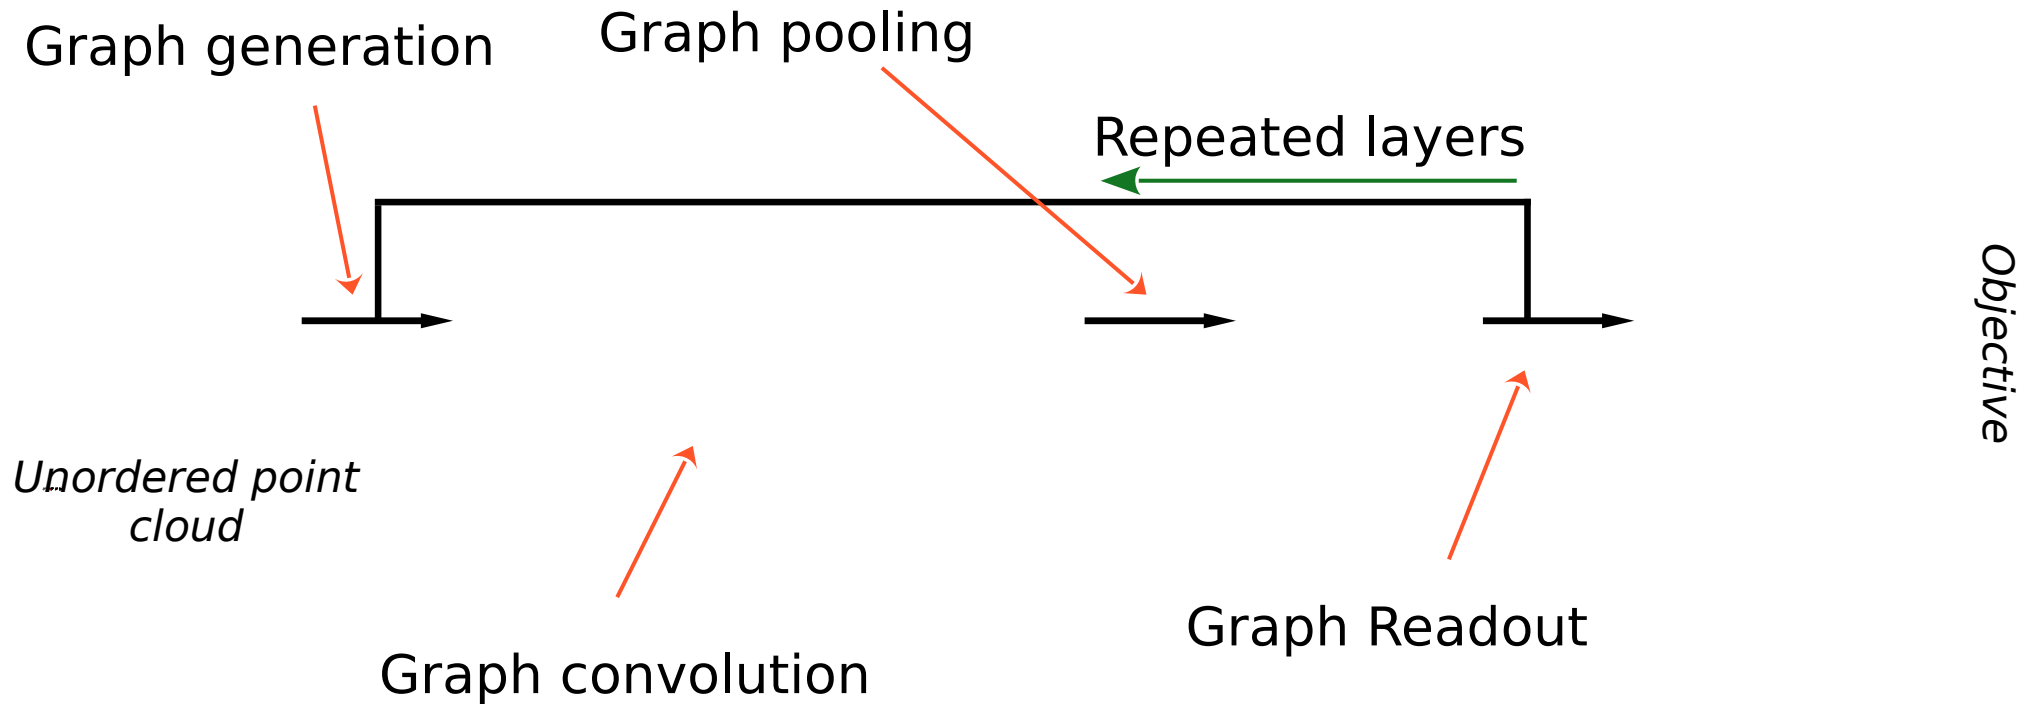 Graph generation
Graph pooling
Repeated layers
Objective
Unordered point
cloud
Graph Readout
Graph convolution